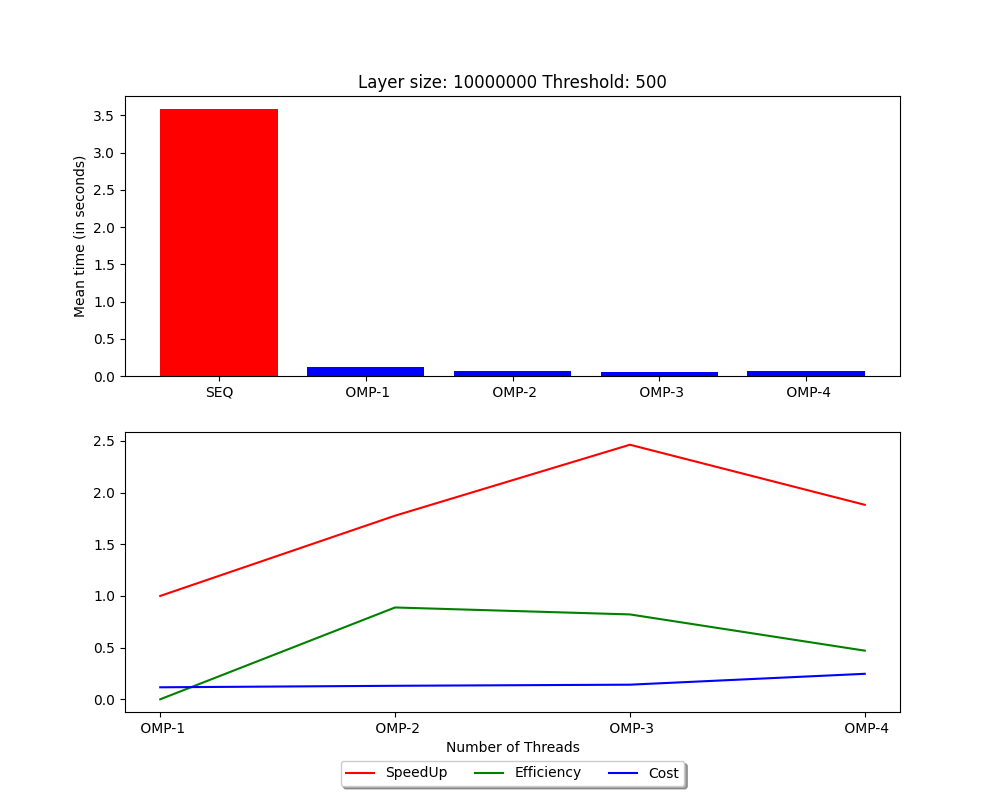 Layer size: 10000000 Threshold: 500
Mean time (in seconds)
3.5
3.0
2.5
2.0
1.5
1.0
0.5
0.0
SEQ OMP-1 OMP-2 OMP-3 OMP-4
2.5
2.0
1.5
1.0
0.5
0.0
OMP-1 OMP-2 OMP-3 OMP-4
Number of Threads
SpeedUp Efficiency Cost